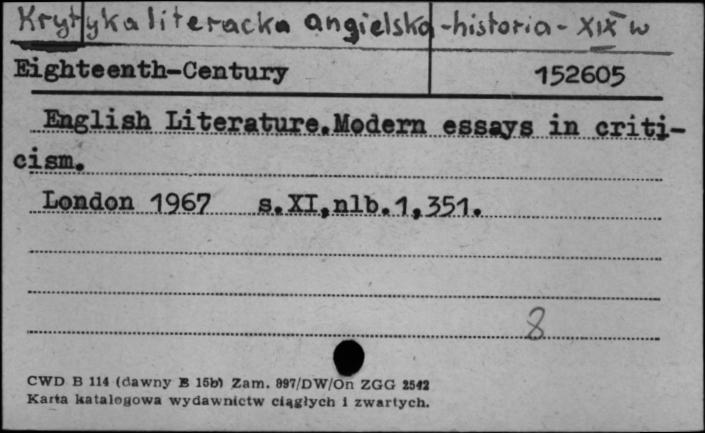 Krytyka literacka angielska - historia - XIX w
Eighteenth-Century 152605
English Literature.Modern essays in criti-
cism.
London 1967 s.XI,nlb.1,351.
8
CWD B 114 (dawny B 15b) Zam. 897/DW/On ZGG 2542
Karta katalogowa wydawnictw ciągłych i zwartych.